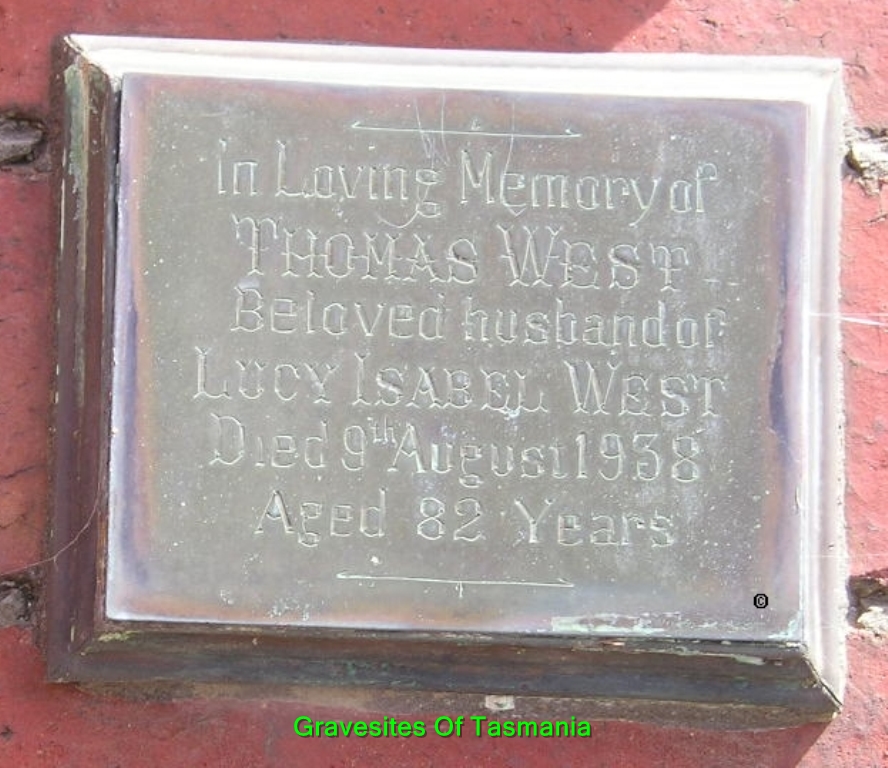 In Loving Memory of
THOMAS WEST
Beloved husband of
LUCY ISABEL WEST
Died 9th August 1938
Aged 82 Years
©
Gravesites Of Tasmania